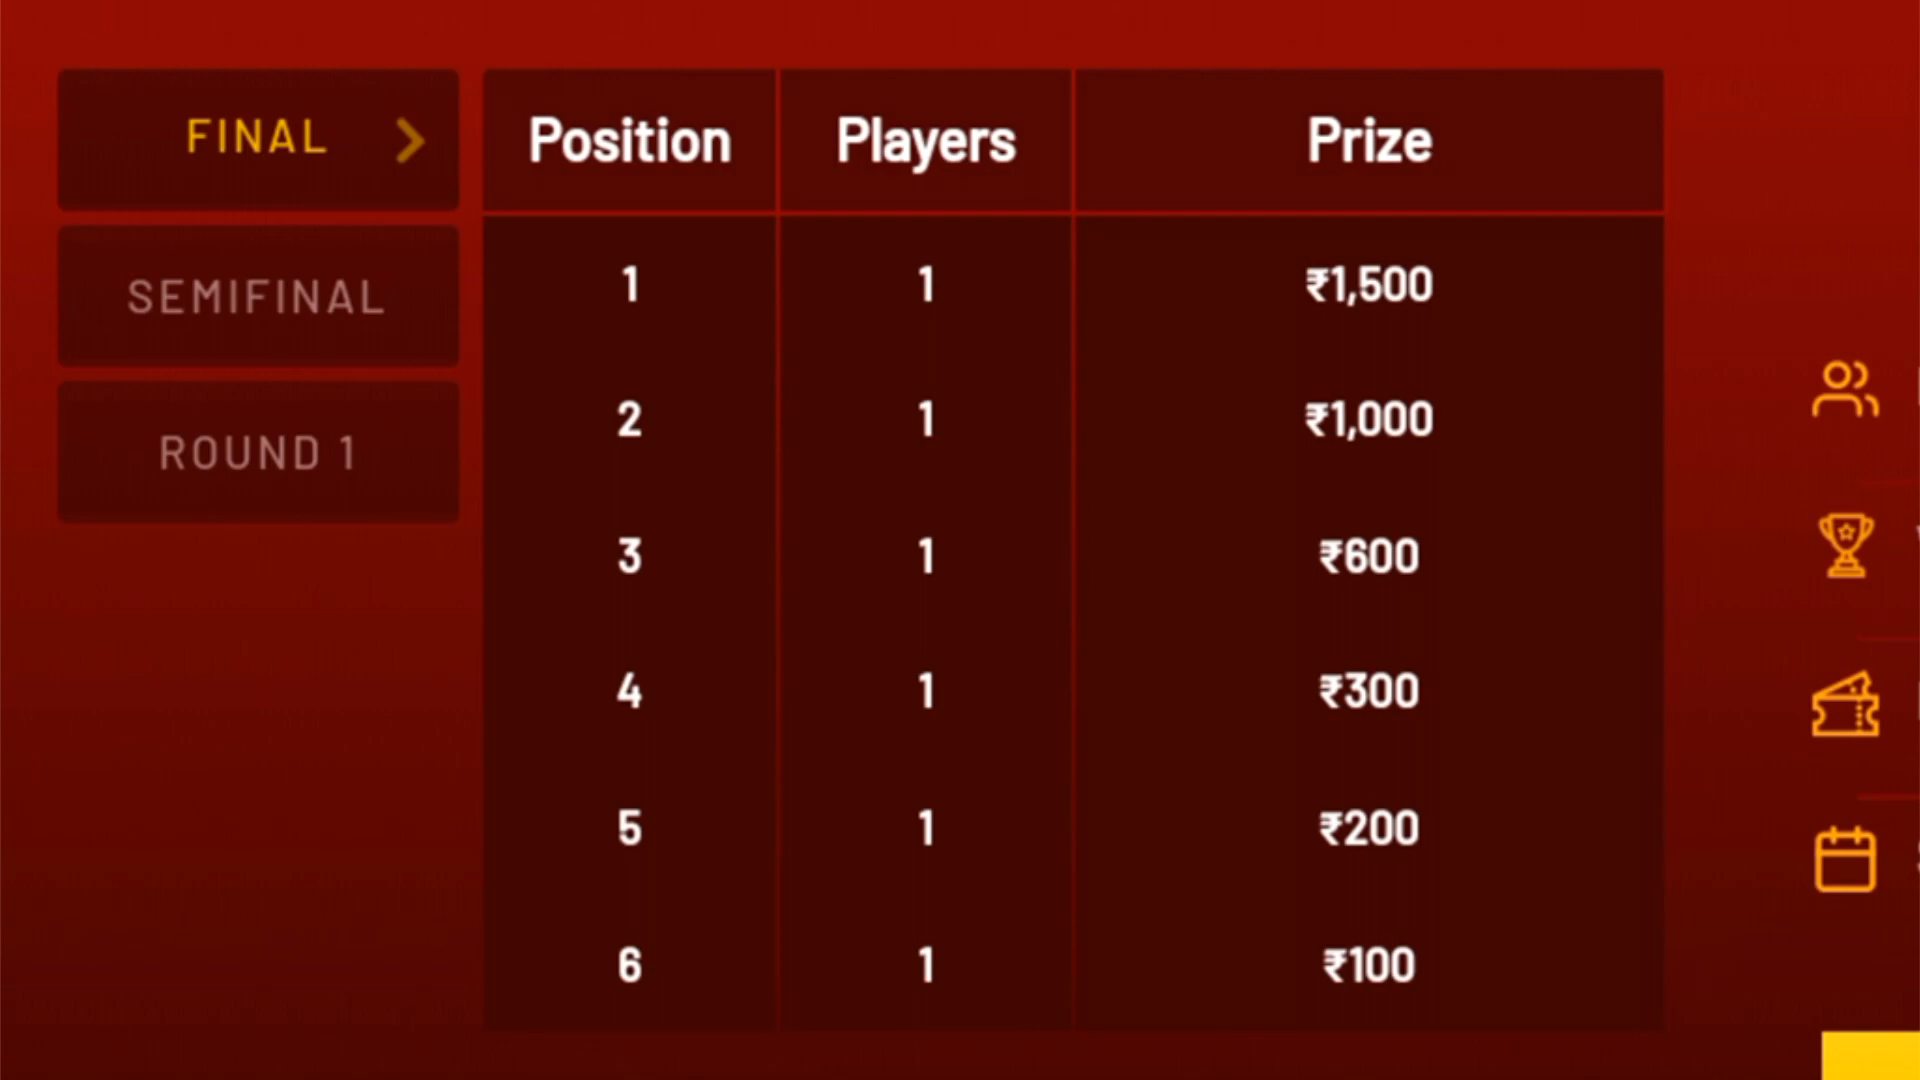 FINAL
SEMIFINAL
ROUND 1
Position Players Prize
1 1 ₹1,500
2 1 ₹1,000
3 1 ₹600
4 1 ₹300
5 1 ₹200
6 1 ₹100